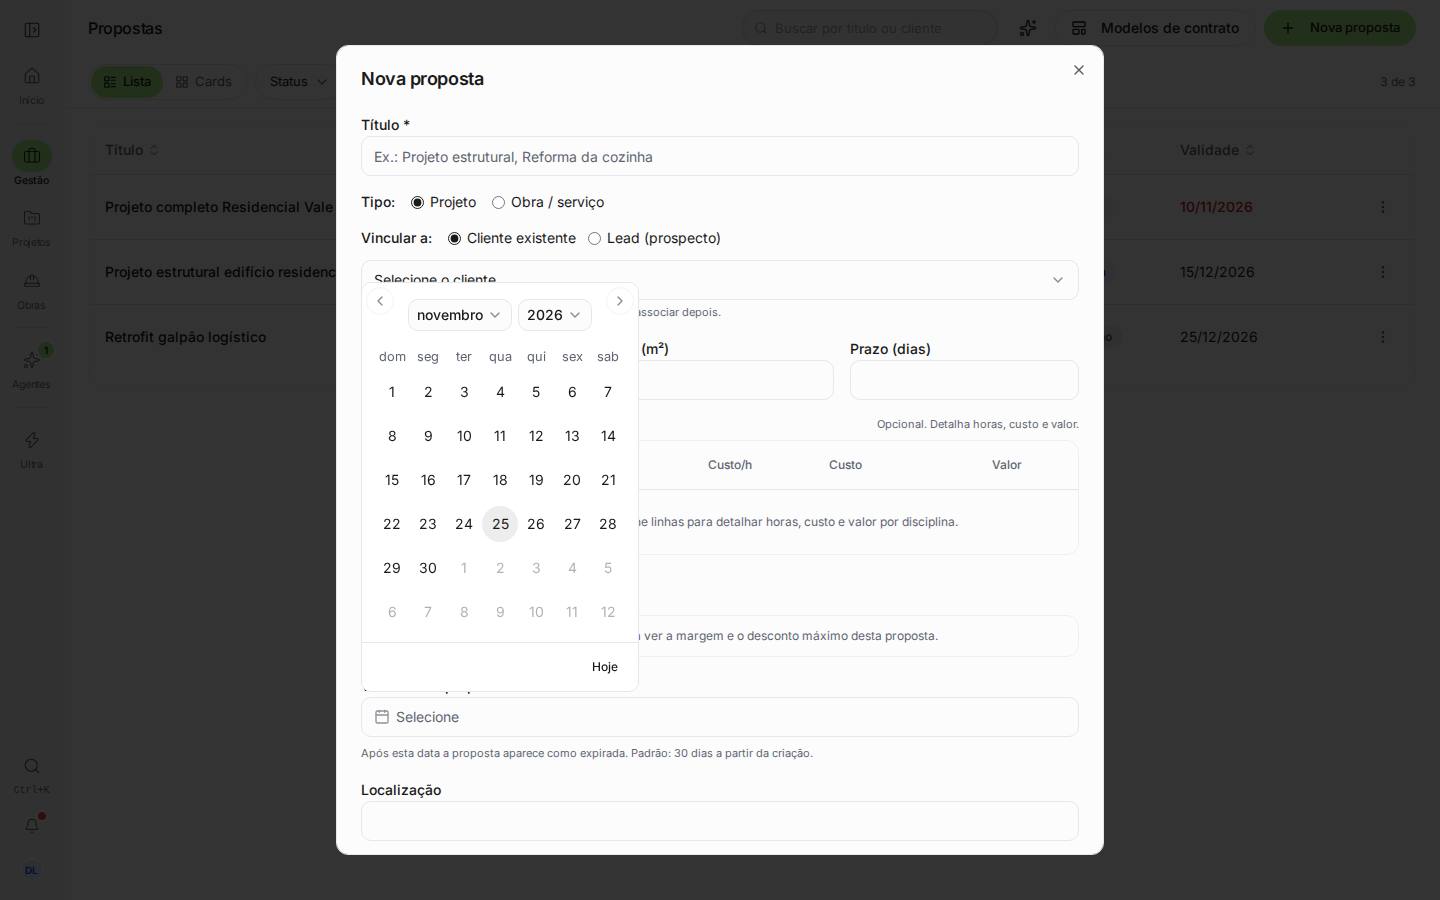 Propostas
Buscar por título ou cliente
Modelos de contrato
Nova proposta
Início
Gestão
Projetos
Obras
1
Agentes
Ultra
Ctrl+K
DL
Lista
Cards
Status
3 de 3
Título
Validade
Projeto completo Residencial Vale
10/11/2026
Projeto estrutural edifício residenc
15/12/2026
Retrofit galpão logístico
25/12/2026
Nova proposta
Título *
Ex.: Projeto estrutural, Reforma da cozinha
Tipo:
Projeto
Obra / serviço
Vincular a:
Cliente existente
Lead (prospecto)
Selecione o cliente
associar depois.
(m²)
Prazo (dias)
Opcional. Detalha horas, custo e valor.
Custo/h
Custo
Valor
linhas para detalhar horas, custo e valor por disciplina.
ver a margem e o desconto máximo desta proposta.
novembro
2026
dom seg ter qua qui sex sab
1 2 3 4 5 6 7
8 9 10 11 12 13 14
15 16 17 18 19 20 21
22 23 24 25 26 27 28
29 30 1 2 3 4 5
6 7 8 9 10 11 12
Hoje
Selecione
Após esta data a proposta aparece como expirada. Padrão: 30 dias a partir da criação.
Localização